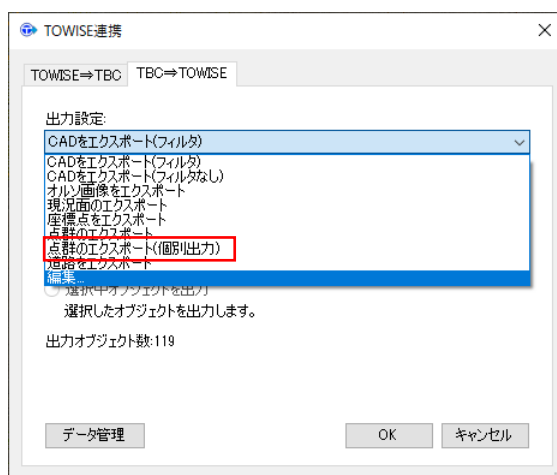 TOWISE連携
TOWISE⇒TBC TBC⇒TOWISE
出力設定:
CADをエクスポート(フィルタ)
CADをエクスポート(フィルタ)
CADをエクスポート(フィルタなし)
オルソ画像をエクスポート
現況面のエクスポート
座標点をエクスポート
点群のエクスポート
点群のエクスポート(個別出力)
道路をエクスポート
編集...
選択中オブジェクトを出力
選択したオブジェクトを出力します。
出力オブジェクト数:119
データ管理 OK キャンセル